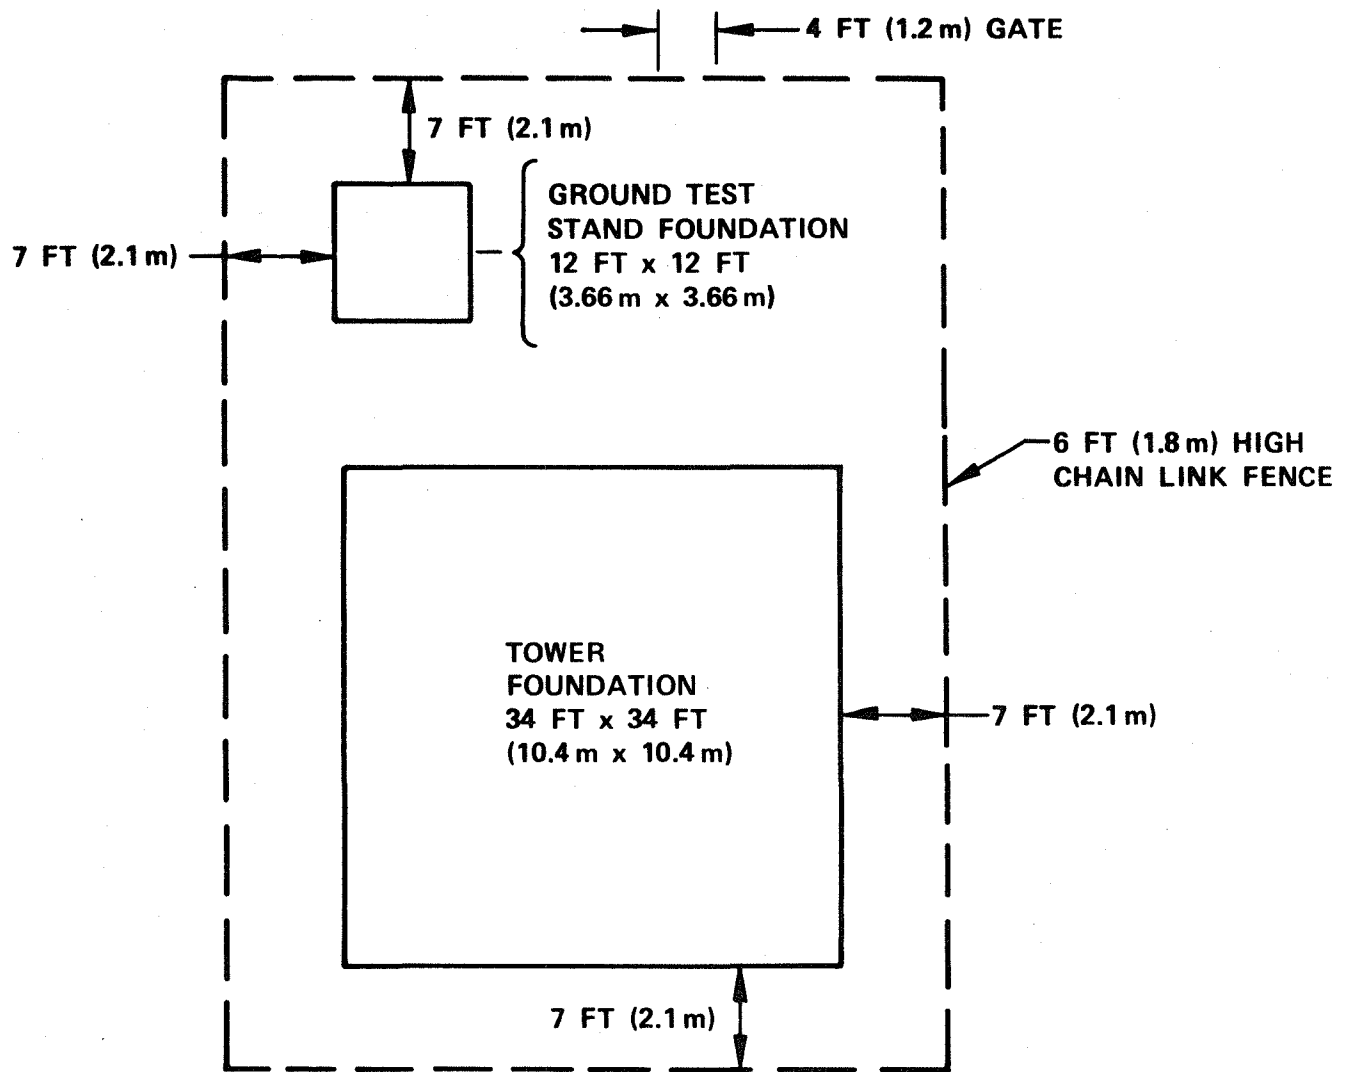 4 FT (1.2 m) GATE
7 FT (2.1 m)
GROUND TEST
STAND FOUNDATION
12 FT x 12 FT
(3.66 m x 3.66 m)
7 FT (2.1 m)
6 FT (1.8 m) HIGH
CHAIN LINK FENCE
TOWER
FOUNDATION
34 FT x 34 FT
(10.4 m x 10.4 m)
7 FT (2.1 m)
7 FT (2.1 m)